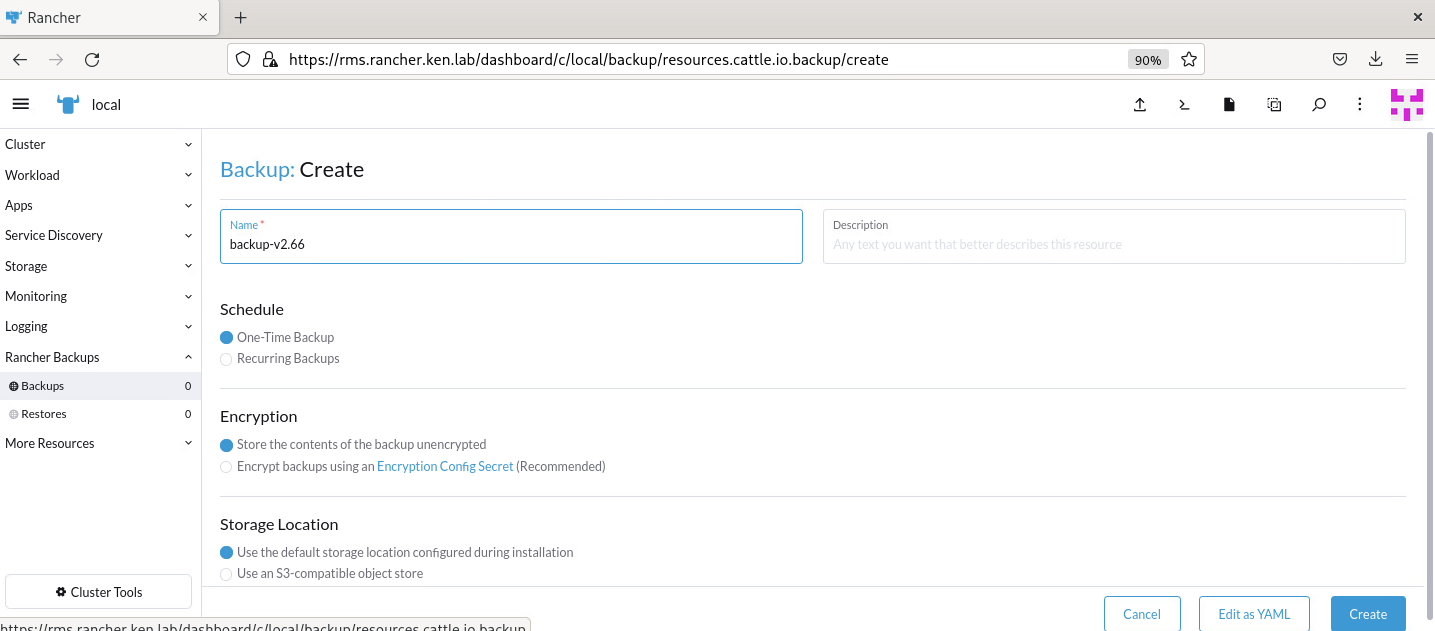 Rancher
https://rms.rancher.ken.lab/dashboard/c/local/backup/resources.cattle.io.backup/create 90%
local
Cluster
Workload
Apps
Service Discovery
Storage
Monitoring
Logging
Rancher Backups
Backups 0
Restores 0
More Resources
Cluster Tools
Backup: Create
Name *
backup-v2.66
Description
Any text you want that better describes this resource
Schedule
One-Time Backup
Recurring Backups
Encryption
Store the contents of the backup unencrypted
Encrypt backups using an Encryption Config Secret (Recommended)
Storage Location
Use the default storage location configured during installation
Use an S3-compatible object store
Cancel Edit as YAML Create
https://rms.rancher.ken.lab/dashboard/c/local/backup/resources.cattle.io.backup